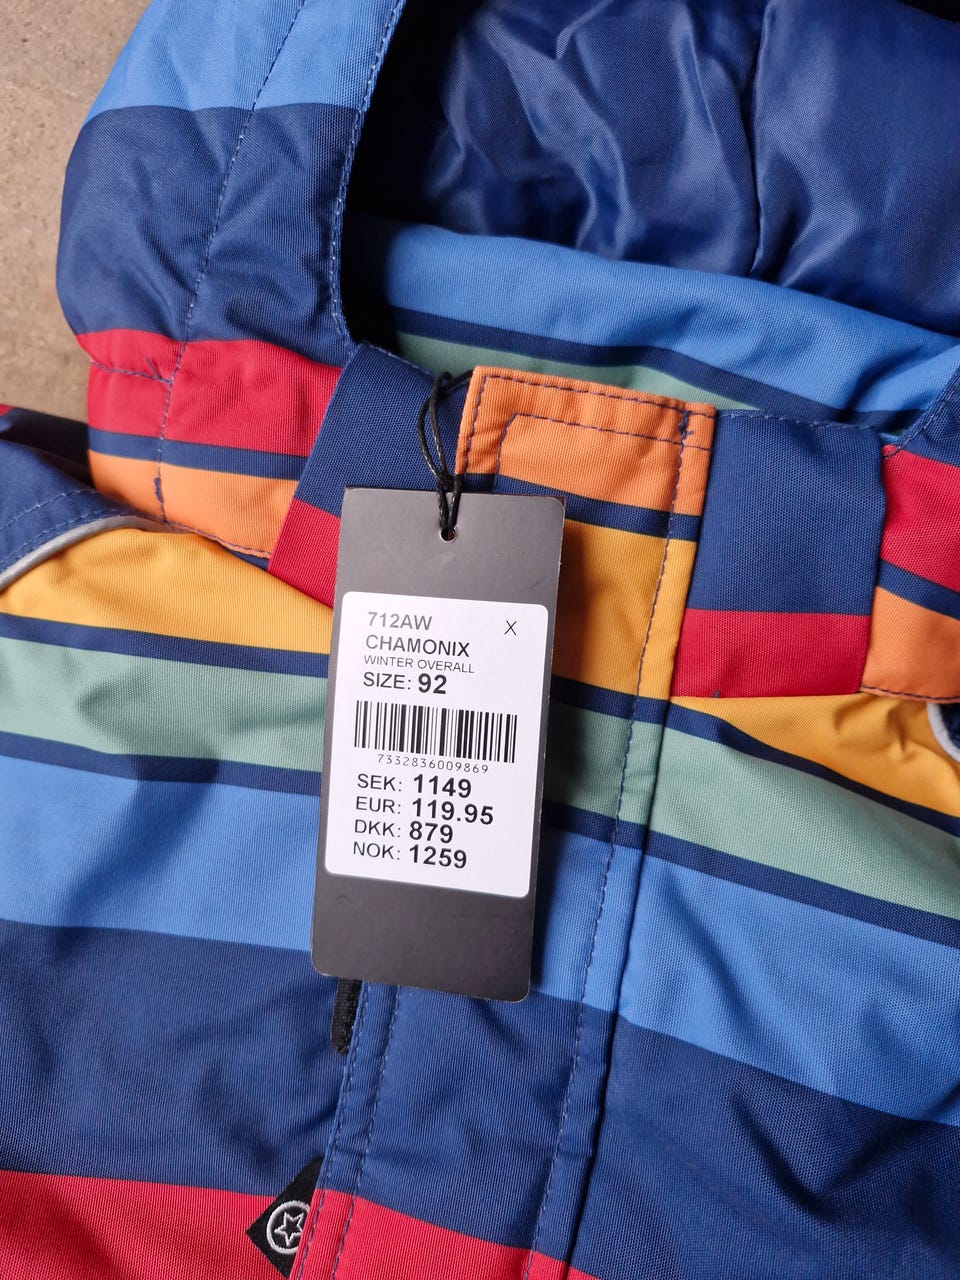 712AW X
CHAMONIX
WINTER OVERALL
SIZE: 92
7332836009869
SEK: 1149
EUR: 119.95
DKK: 879
NOK: 1259